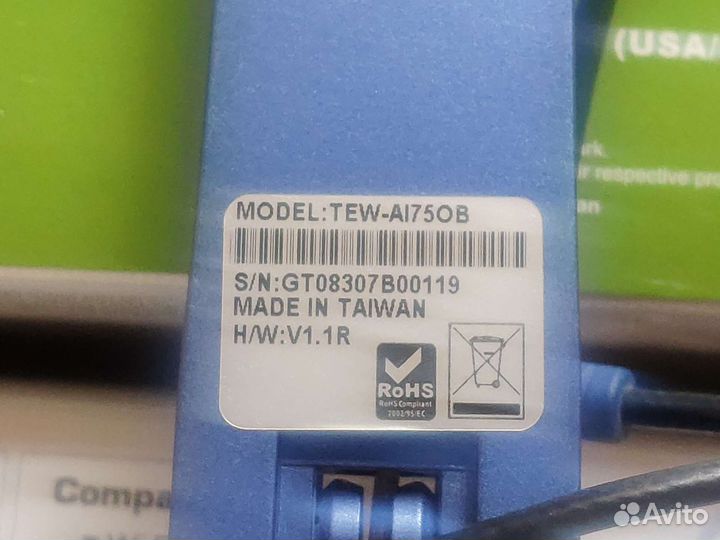 (USA/
rk
r respective pro
an
MODEL:TEW-AI75OB
S/N:GT08307B00119
MADE IN TAIWAN
H/W:V1.1R
RoHS
RoHS Compliant
2002/95/EC
Compa
Avito